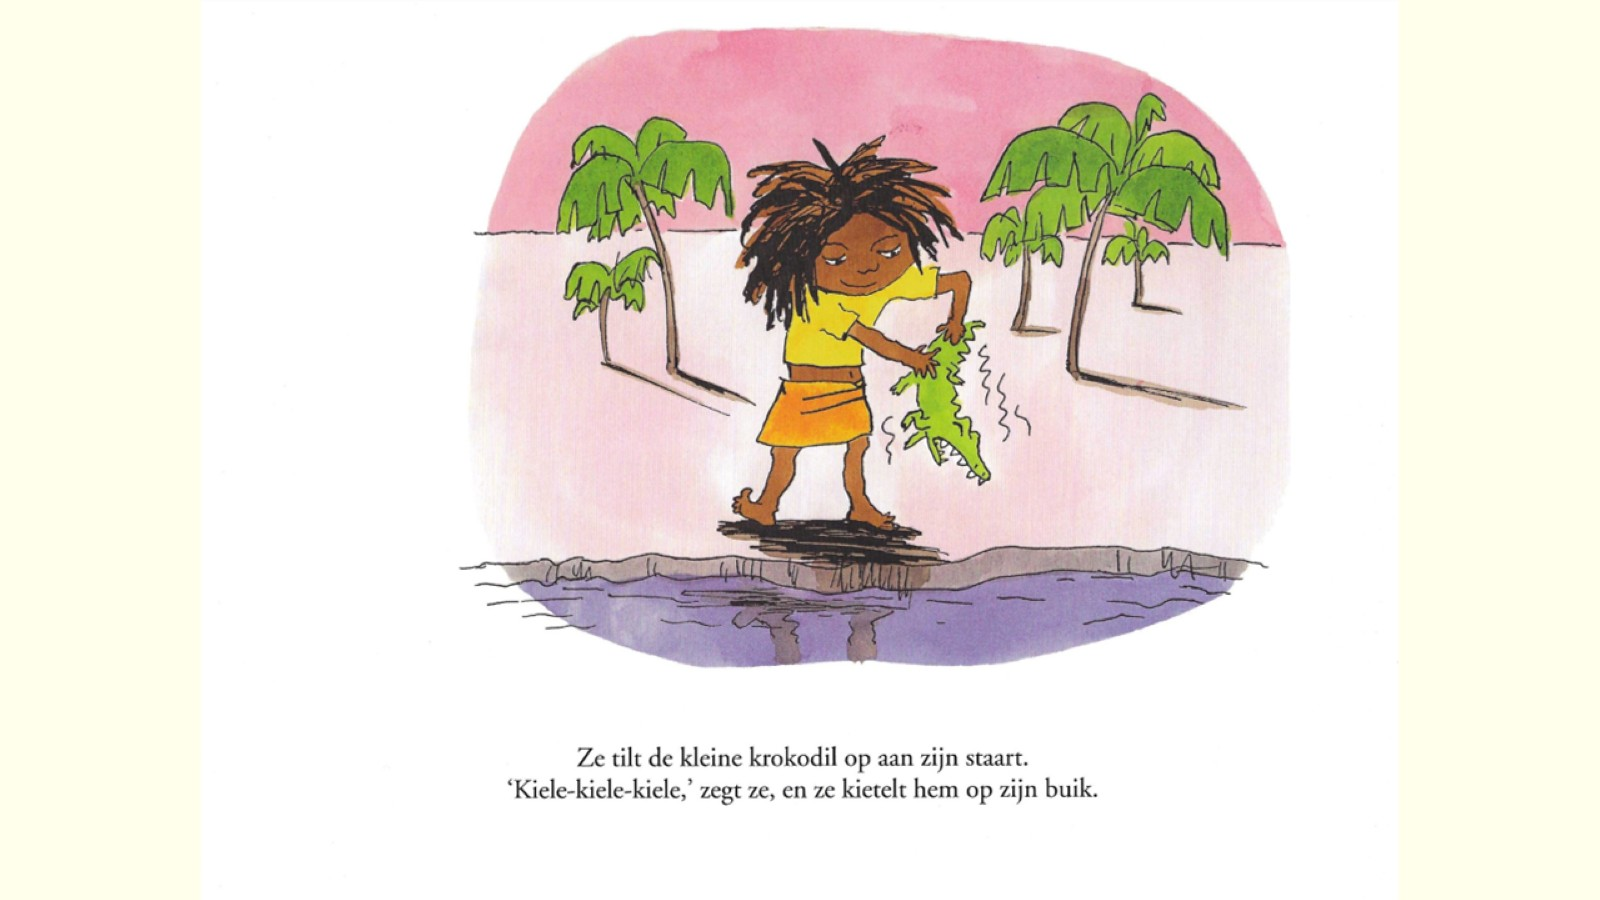 Ze tilt de kleine krokodil op aan zijn staart.
‘Kiele-kiele-kiele,’ zegt ze, en ze kietelt hem op zijn buik.